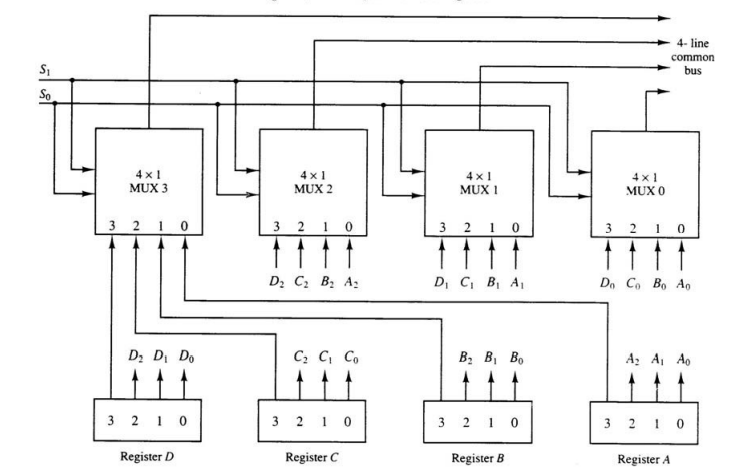 4- line
common
bus
S₁
S₀
4 × 1
MUX 3
3 2 1 0
4 × 1
MUX 2
3 2 1 0
4 × 1
MUX 1
3 2 1 0
4 × 1
MUX 0
3 2 1 0
D₂ C₂ B₂ A₂
D₁ C₁ B₁ A₁
D₀ C₀ B₀ A₀
D₂ D₁ D₀
C₂ C₁ C₀
B₂ B₁ B₀
A₂ A₁ A₀
3 2 1 0
3 2 1 0
3 2 1 0
3 2 1 0
Register D
Register C
Register B
Register A